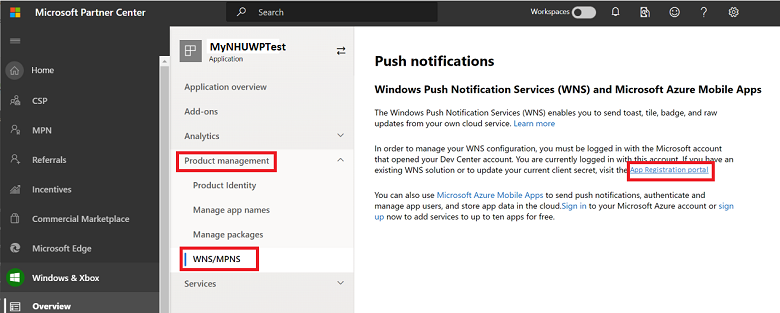 Microsoft Partner Center
Search
Workspaces
Home
CSP
MPN
Referrals
Incentives
Commercial Marketplace
Microsoft Edge
Windows & Xbox
Overview
MyNHUWPTest
Application
Application overview
Add-ons
Analytics
Product management
Product Identity
Manage app names
Manage packages
WNS/MPNS
Services
Push notifications
Windows Push Notification Services (WNS) and Microsoft Azure Mobile Apps
The Windows Push Notification Services (WNS) enables you to send toast, tile, badge, and raw
updates from your own cloud service. Learn more
In order to manage your WNS configuration, you must be logged in with the Microsoft account
that opened your Dev Center account. You are currently logged in with this account. If you have an
existing WNS solution or to update your current client secret, visit the App Registration portal
You can also use Microsoft Azure Mobile Apps to send push notifications, authenticate and
manage app users, and store app data in the cloud.Sign in to your Microsoft Azure account or sign
up now to add services to up to ten apps for free.